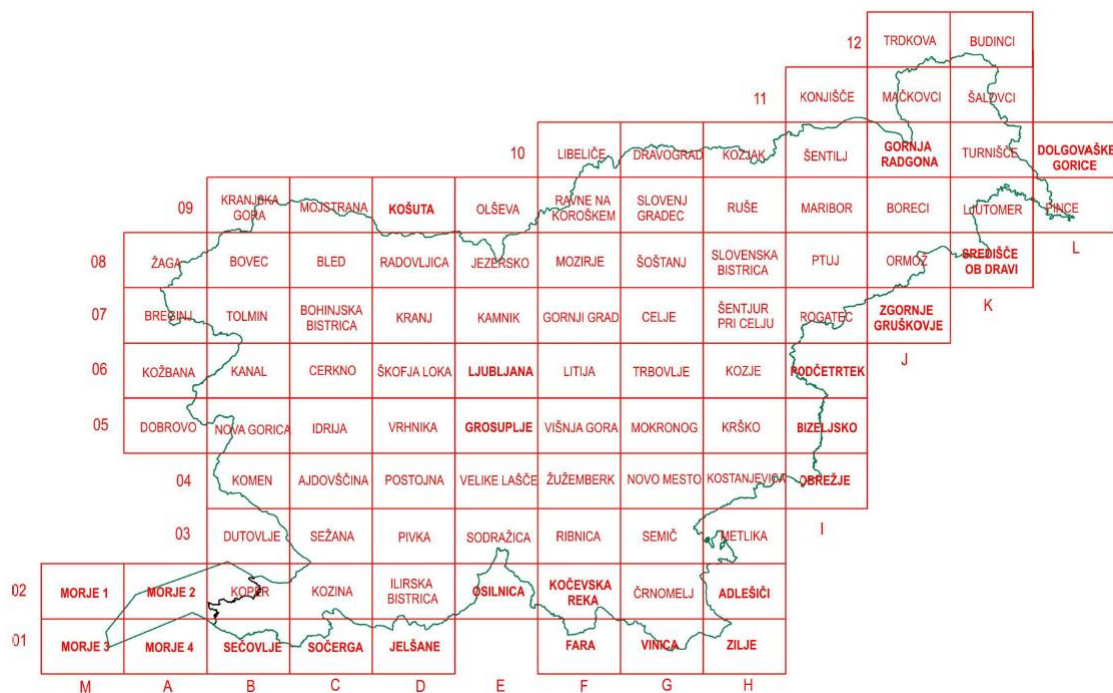 12 TRDKOVA BUDINCI
11 KONJIŠČE MAČKOVCI ŠALOVCI
10 LIBELIČE DRAVOGRAD KOZJAK ŠENTILJ GORNJA RADGONA TURNIŠČE DOLGOVAŠKE GORICE
09 KRANJSKA GORA MOJSTRANA KOŠUTA OLŠEVA RAVNE NA KOROŠKEM SLOVENJ GRADEC RUŠE MARIBOR BORECI LJUTOMER PINCE
L
08 ŽAGA BOVEC BLED RADOVLJICA JEZERSKO MOZIRJE ŠOŠTANJ SLOVENSKA BISTRICA PTUJ ORMOŽ SREDIŠČE OB DRAVI
K
07 BREGINJ TOLMIN BOHINJSKA BISTRICA KRANJ KAMNIK GORNJI GRAD CELJE ŠENTJUR PRI CELJU ROGATEC ZGORNJE GRUŠKOVJE
J
06 KOŽBANA KANAL CERKNO ŠKOFJA LOKA LJUBLJANA LITIJA TRBOVLJE KOZJE PODČETRTEK
05 DOBROVO NOVA GORICA IDRIJA VRHNIKA GROSUPLJE VIŠNJA GORA MOKRONOG KRŠKO BIZELJSKO
04 KOMEN AJDOVŠČINA POSTOJNA VELIKE LAŠČE ŽUŽEMBERK NOVO MESTO KOSTANJEVICA OBREŽJE
I
03 DUTOVLJE SEŽANA PIVKA SODRAŽICA RIBNICA SEMIČ METLIKA
02 MORJE 1 MORJE 2 KOPER KOZINA ILIRSKA BISTRICA OSILNICA KOČEVSKA REKA ČRNOMELJ ADLEŠIČI
01 MORJE 3 MORJE 4 SEČOVLJE SOČERGA JELŠANE FARA VINICA ZILJE
M A B C D E F G H